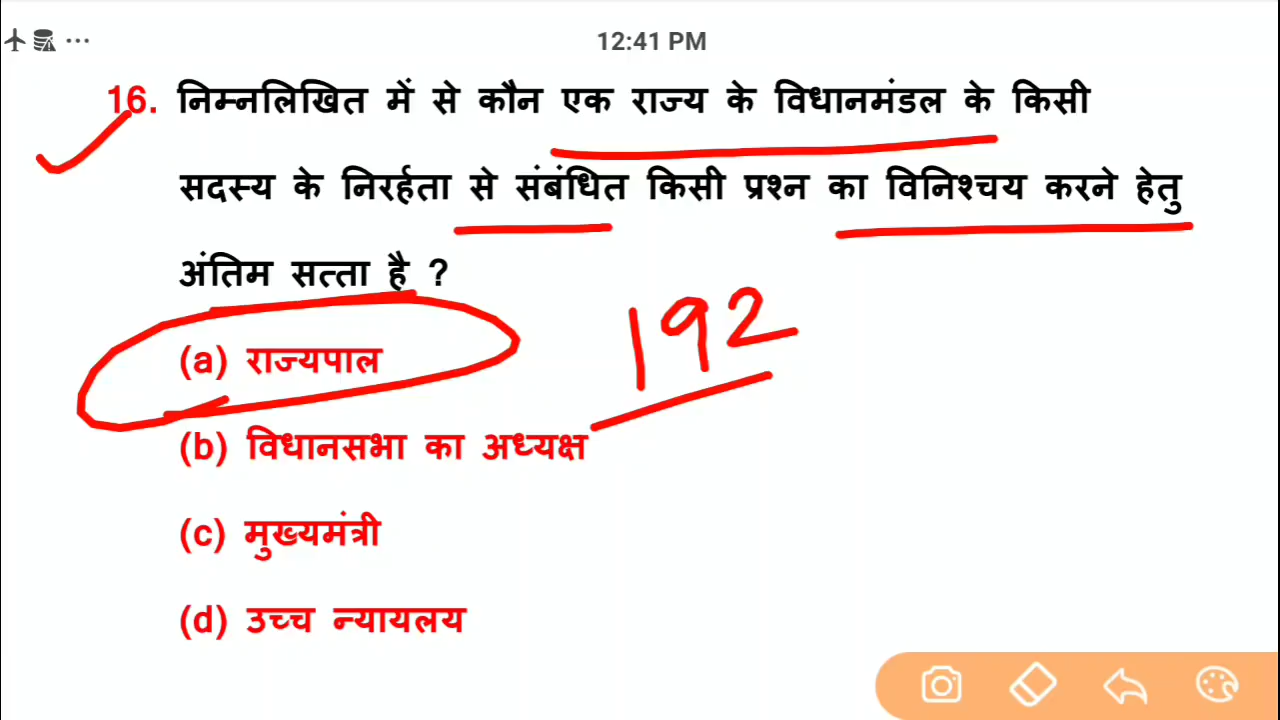 12:41 PM
16. निम्नलिखित में से कौन एक राज्य के विधानमंडल के किसी
सदस्य के निरर्हता से संबंधित किसी प्रश्न का विनिश्चय करने हेतु
अंतिम सत्ता है ?
192
(a) राज्यपाल
(b) विधानसभा का अध्यक्ष
(c) मुख्यमंत्री
(d) उच्च न्यायलय